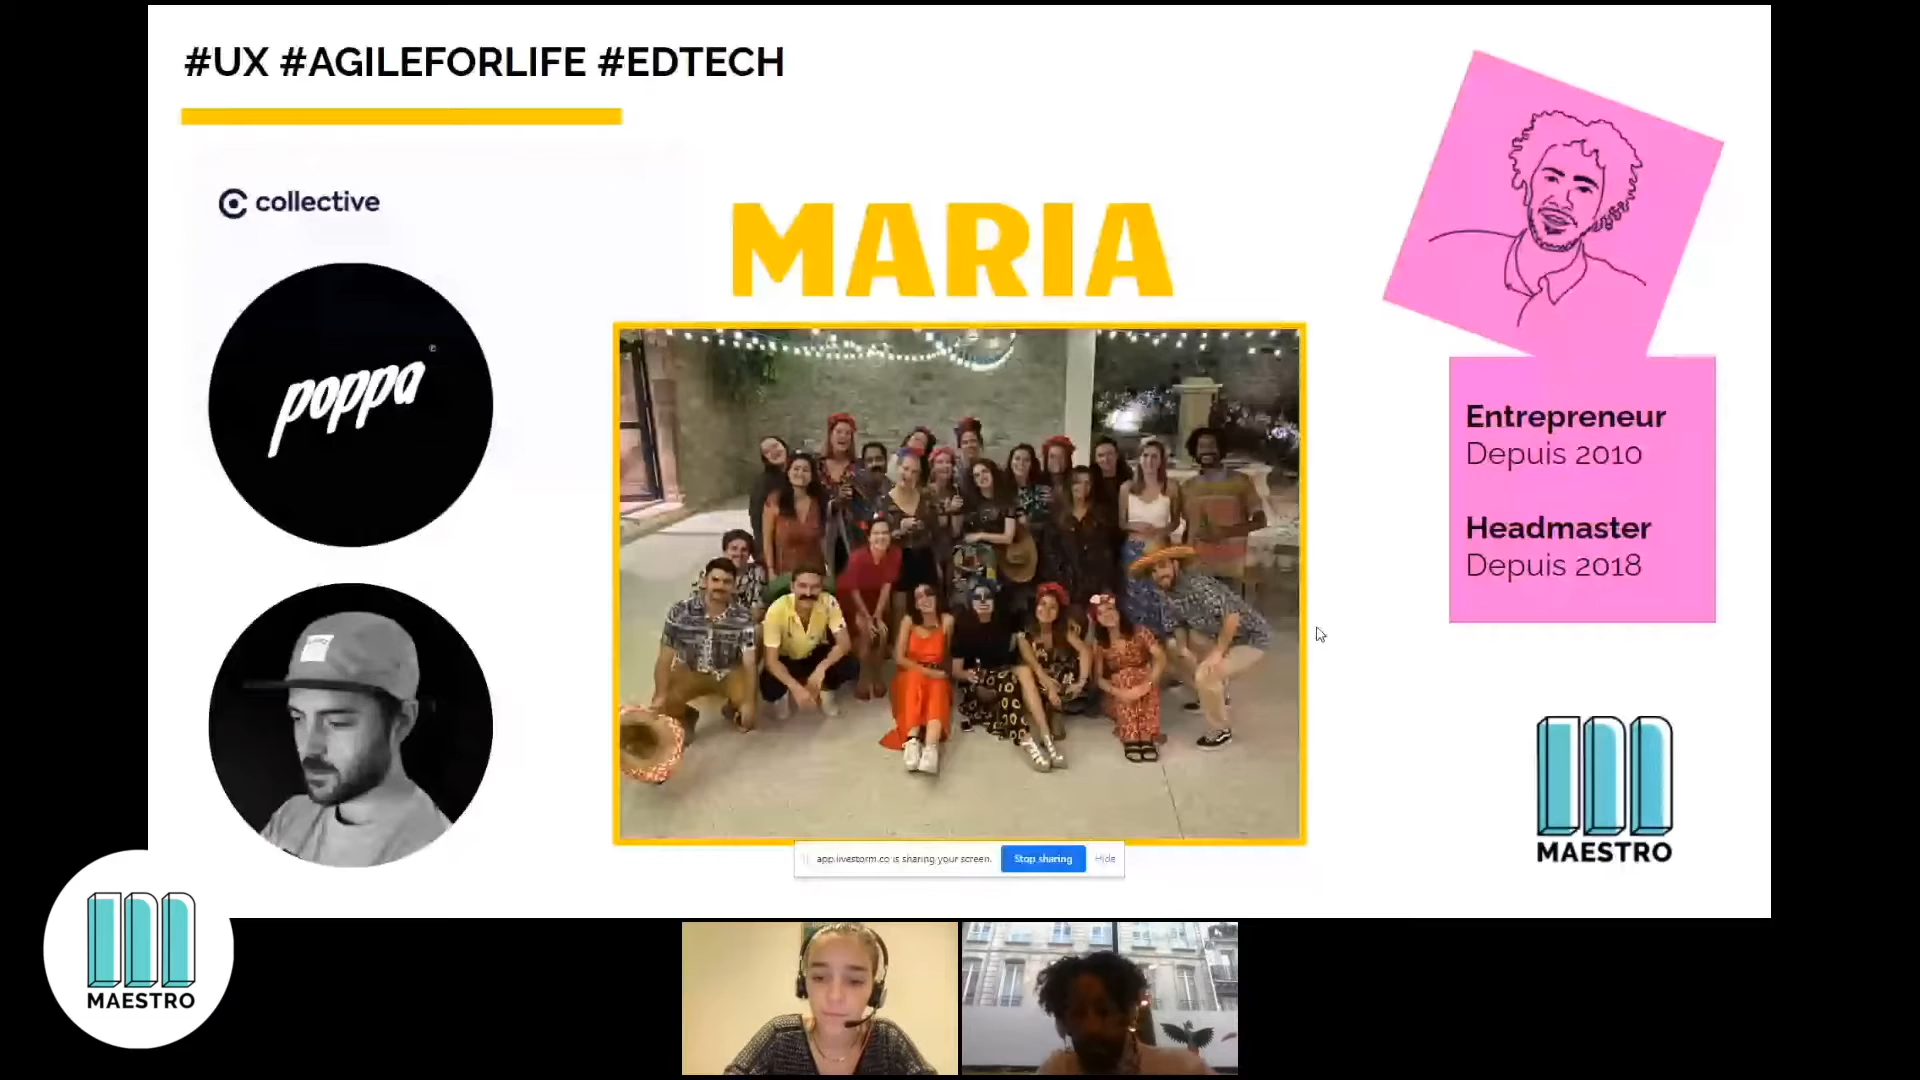 #UX #AGILEFORLIFE #EDTECH
collective
MARIA
poppa
Entrepreneur
Depuis 2010
Headmaster
Depuis 2018
MAESTRO
app.livestorm.co is sharing your screen.
Stop sharing
Hide
MAESTRO